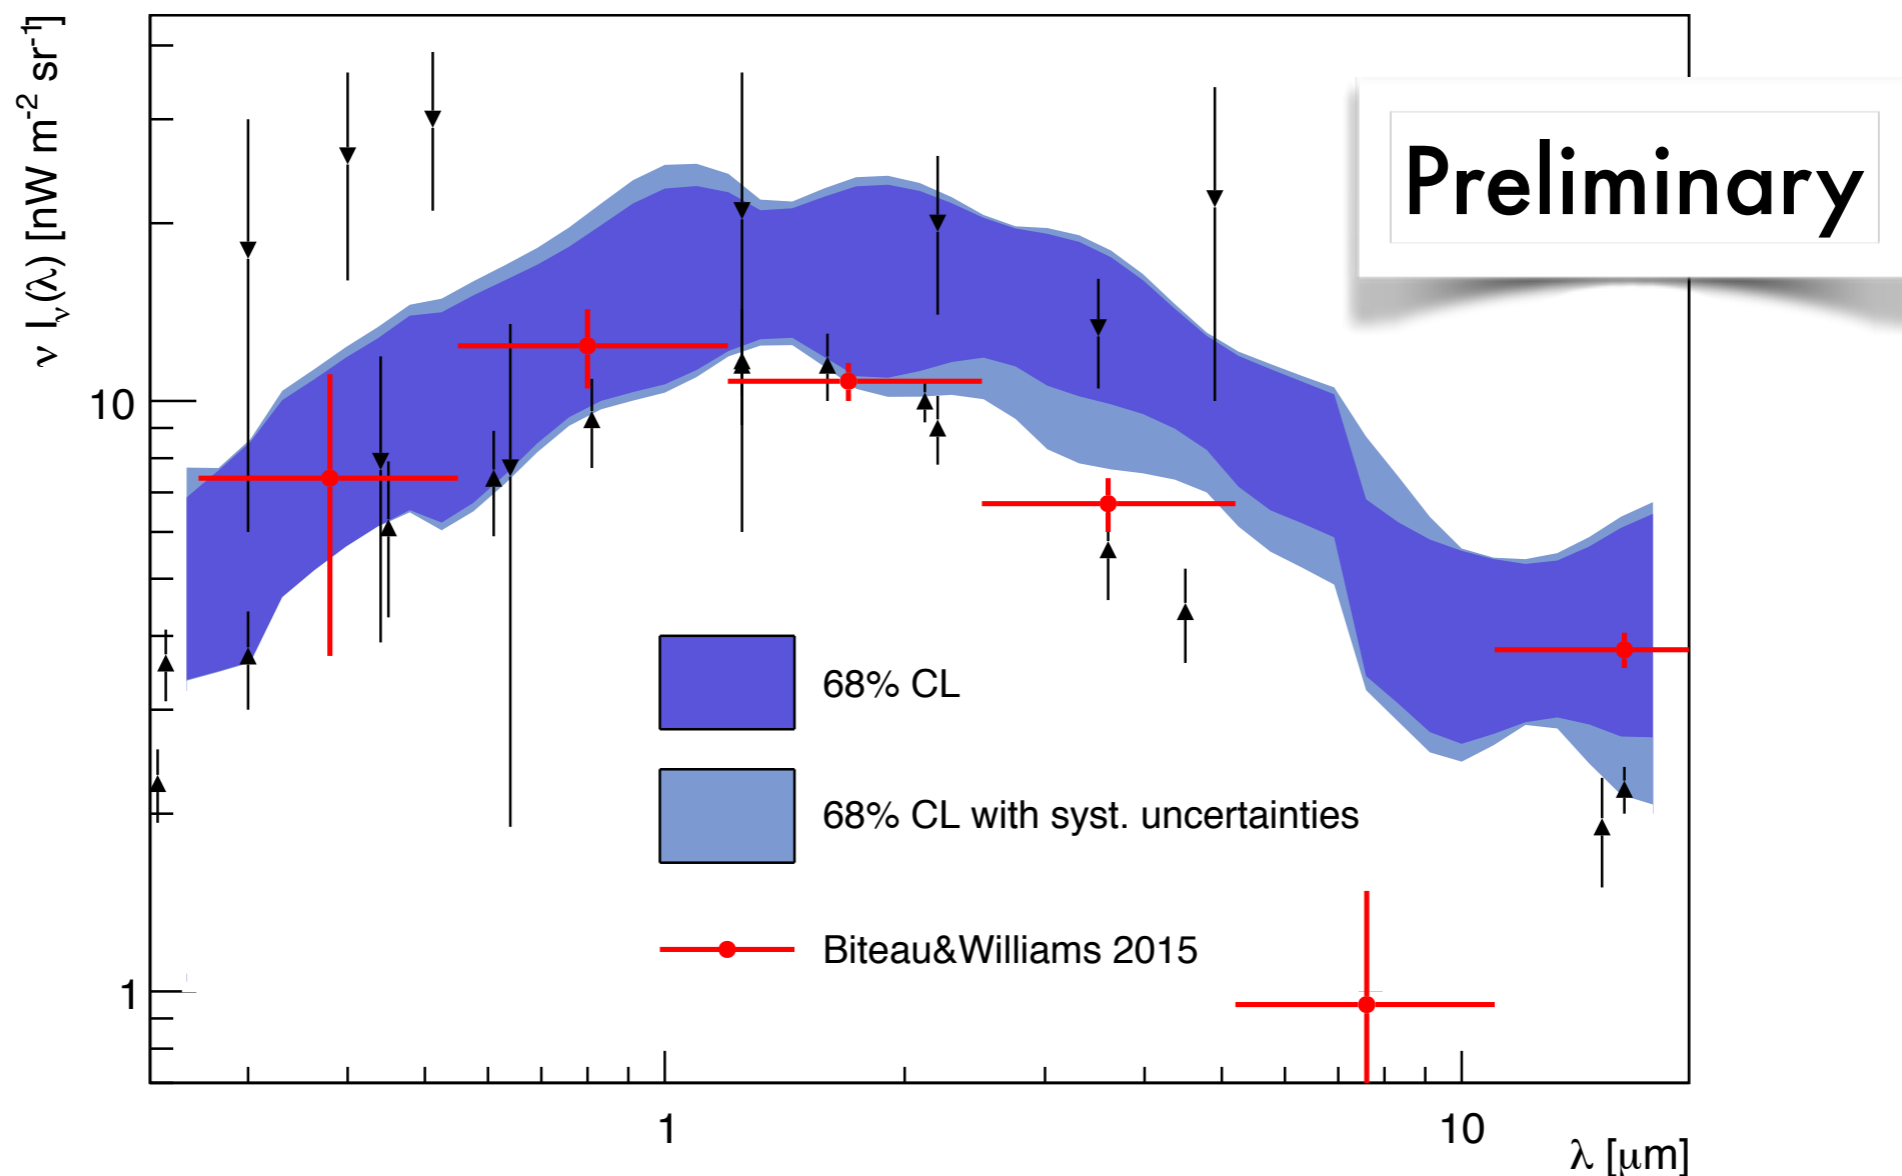 ν Iᵥ(λ) [nW m⁻² sr⁻¹]
Preliminary
10
1
68% CL
68% CL with syst. uncertainties
Biteau&Williams 2015
1
10
λ [μm]